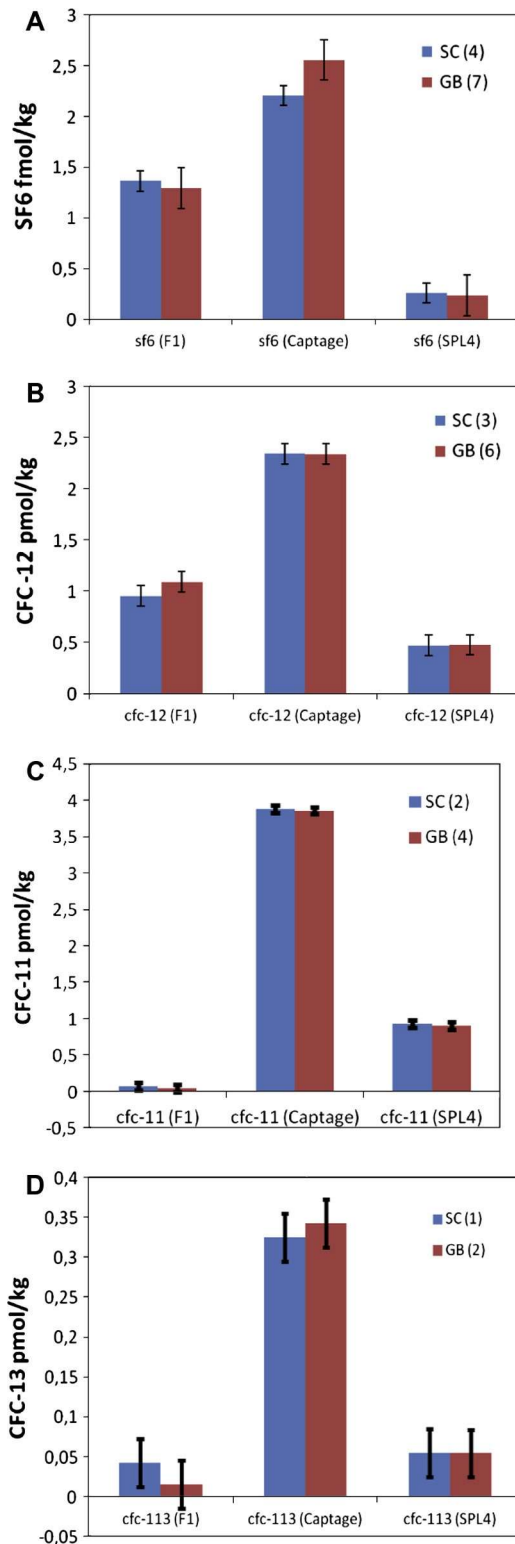 A
SF6 fmol/kg
3
2,5
2
1,5
1
0,5
0
SC (4)
GB (7)
sf6 (F1) sf6 (Captage) sf6 (SPL4)
B
CFC-12 pmol/kg
3
2,5
2
1,5
1
0,5
0
SC (3)
GB (6)
cfc-12 (F1) cfc-12 (Captage) cfc-12 (SPL4)
C
CFC-11 pmol/kg
4,5
4
3,5
3
2,5
2
1,5
1
0,5
0
-0,5
SC (2)
GB (4)
cfc-11 (F1) cfc-11 (Captage) cfc-11 (SPL4)
D
CFC-13 pmol/kg
0,4
0,35
0,3
0,25
0,2
0,15
0,1
0,05
0
-0,05
SC (1)
GB (2)
cfc-113 (F1) cfc-113 (Captage) cfc-113 (SPL4)